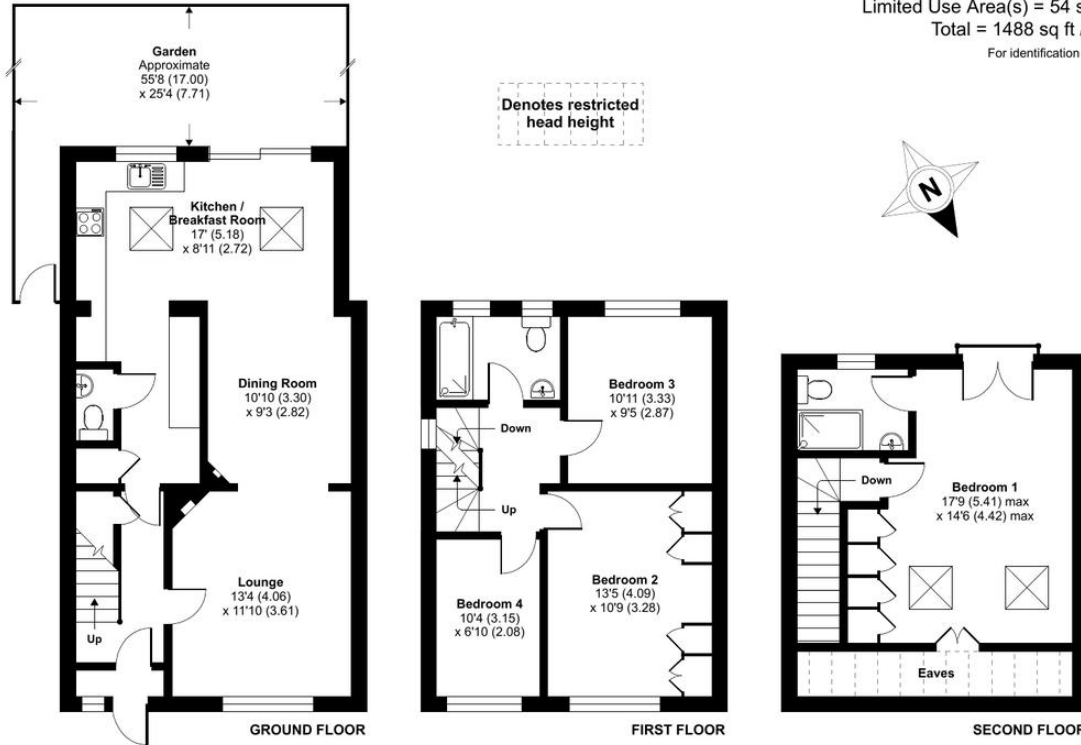 Limited Use Area(s) = 54 s
Total = 1488 sq ft
For identification
Garden
Approximate
55'8 (17.00)
x 25'4 (7.71)
Denotes restricted
head height
N
Kitchen /
Breakfast Room
17' (5.18)
x 8'11 (2.72)
Dining Room
10'10 (3.30)
x 9'3 (2.82)
Lounge
13'4 (4.06)
x 11'10 (3.61)
Up
GROUND FLOOR
Down
Up
Bedroom 3
10'11 (3.33)
x 9'5 (2.87)
Bedroom 2
13'5 (4.09)
x 10'9 (3.28)
Bedroom 4
10'4 (3.15)
x 6'10 (2.08)
FIRST FLOOR
Down
Bedroom 1
17'9 (5.41) max
x 14'6 (4.42) max
Eaves
SECOND FLOOR